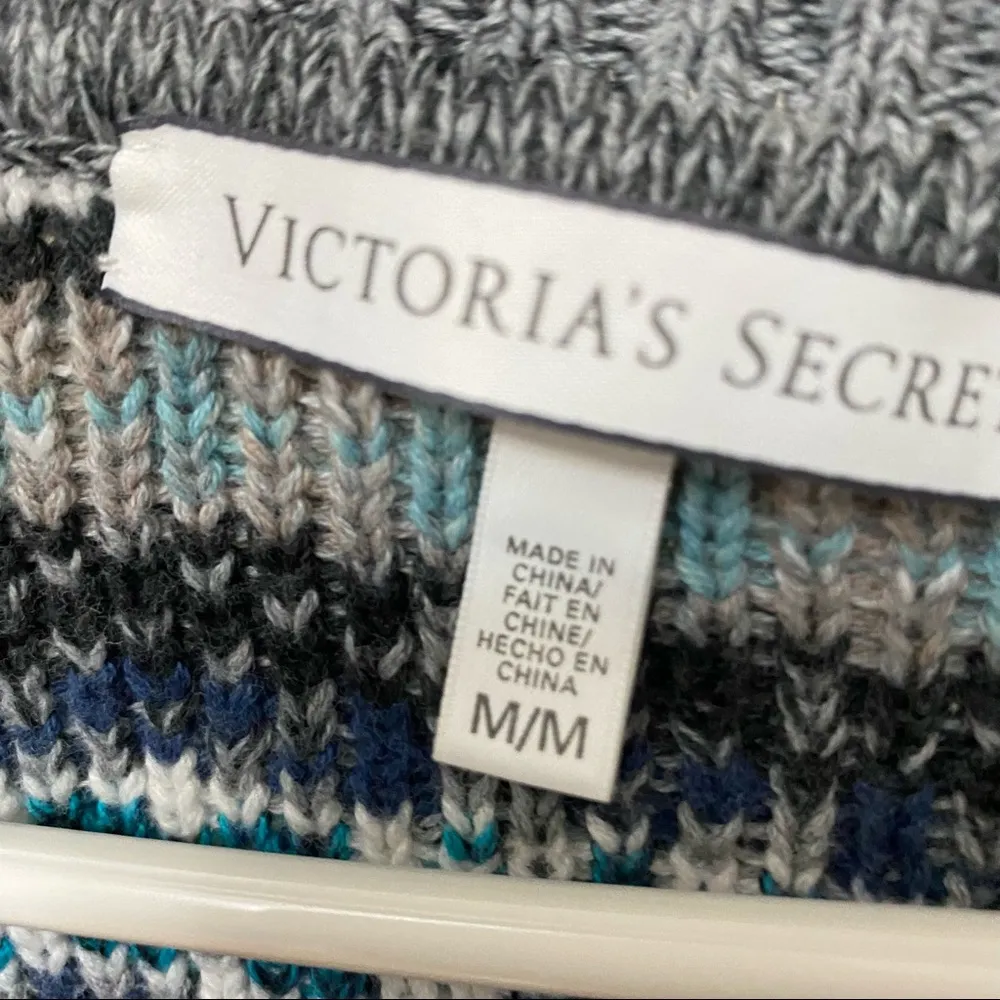 VICTORIA'S SECRET
MADE IN
CHINA/
FAIT EN
CHINE/
HECHO EN
CHINA
M/M